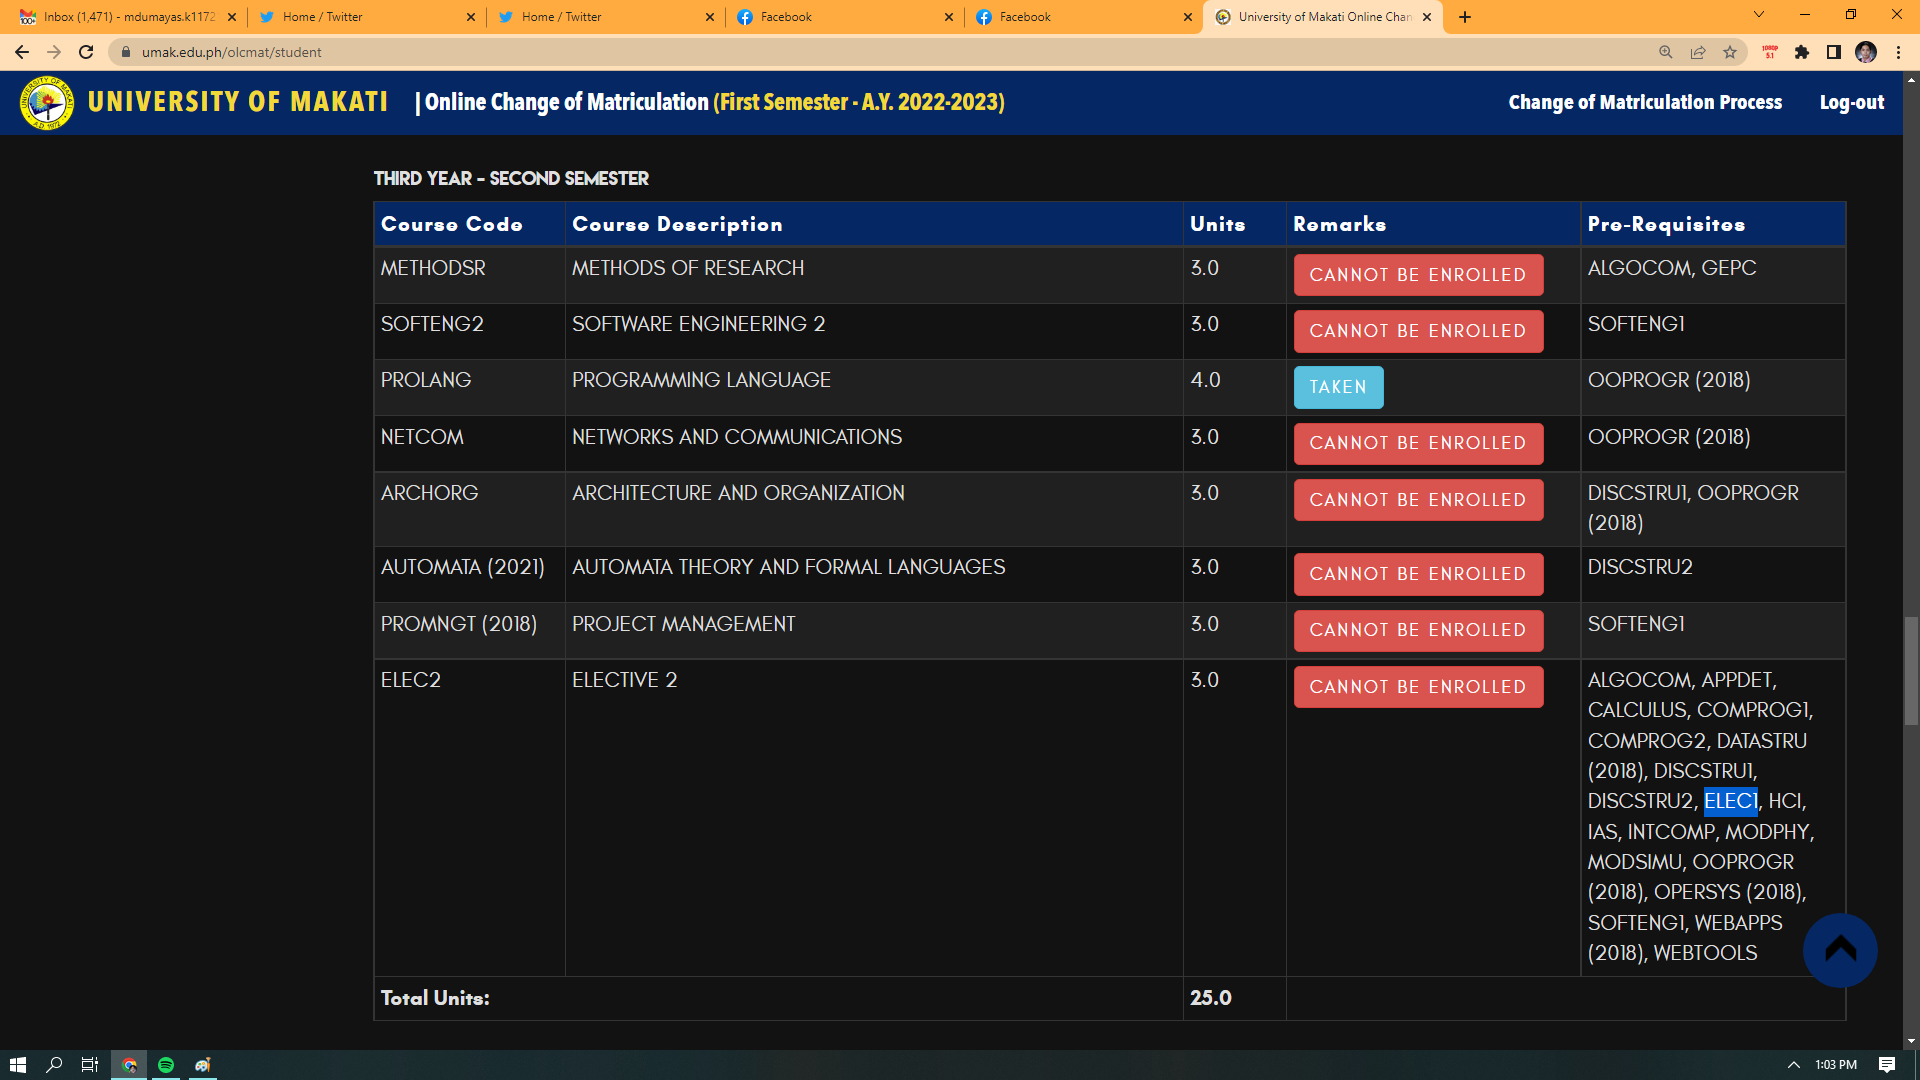 Inbox (1,471) - mdumayas.k1172
Home / Twitter
Home / Twitter
Facebook
Facebook
University of Makati Online Chan
umak.edu.ph/olcmat/student
1080P
5.1
UNIVERSITY OF MAKATI | Online Change of Matriculation (First Semester - A.Y. 2022-2023)
Change of Matriculation Process
Log-out
THIRD YEAR - SECOND SEMESTER
Course Code Course Description Units Remarks Pre-Requisites
METHODSR METHODS OF RESEARCH 3.0 CANNOT BE ENROLLED ALGOCOM, GEPC
SOFTENG2 SOFTWARE ENGINEERING 2 3.0 CANNOT BE ENROLLED SOFTENG1
PROLANG PROGRAMMING LANGUAGE 4.0 TAKEN OOPROGR (2018)
NETCOM NETWORKS AND COMMUNICATIONS 3.0 CANNOT BE ENROLLED OOPROGR (2018)
ARCHORG ARCHITECTURE AND ORGANIZATION 3.0 CANNOT BE ENROLLED DISCSTRU1, OOPROGR
(2018)
AUTOMATA (2021) AUTOMATA THEORY AND FORMAL LANGUAGES 3.0 CANNOT BE ENROLLED DISCSTRU2
PROMNGT (2018) PROJECT MANAGEMENT 3.0 CANNOT BE ENROLLED SOFTENG1
ELEC2 ELECTIVE 2 3.0 CANNOT BE ENROLLED ALGOCOM, APPDET,
CALCULUS, COMPROG1,
COMPROG2, DATASTRU
(2018), DISCSTRU1,
DISCSTRU2, ELEC1, HCI,
IAS, INTCOMP, MODPHY,
MODSIMU, OOPROGR
(2018), OPERSYS (2018),
SOFTENG1, WEBAPPS
(2018), WEBTOOLS
Total Units: 25.0
1:03 PM